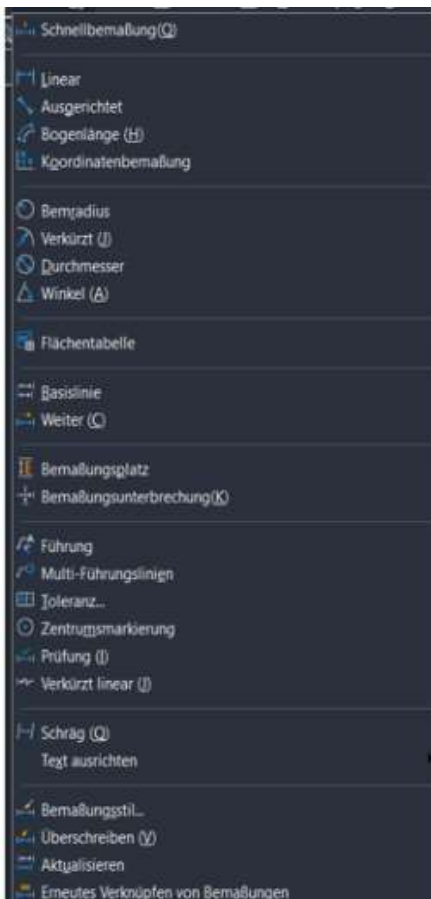 Schnellbemaßung(Q)
Linear
Ausgerichtet
Bogenlänge (H)
Koordinatenbemaßung
Bemradius
Verkürzt (J)
Durchmesser
Winkel (A)
Flächentabelle
Basislinie
Weiter (C)
Bemaßungsplatz
Bemaßungsunterbrechung(K)
Führung
Multi-Führungslinien
Toleranz...
Zentrumsmarkierung
Prüfung (I)
Verkürzt linear (J)
Schräg (Q)
Text ausrichten
Bemaßungsstil...
Überschreiben (V)
Aktualisieren
Erneutes Verknüpfen von Bemaßungen